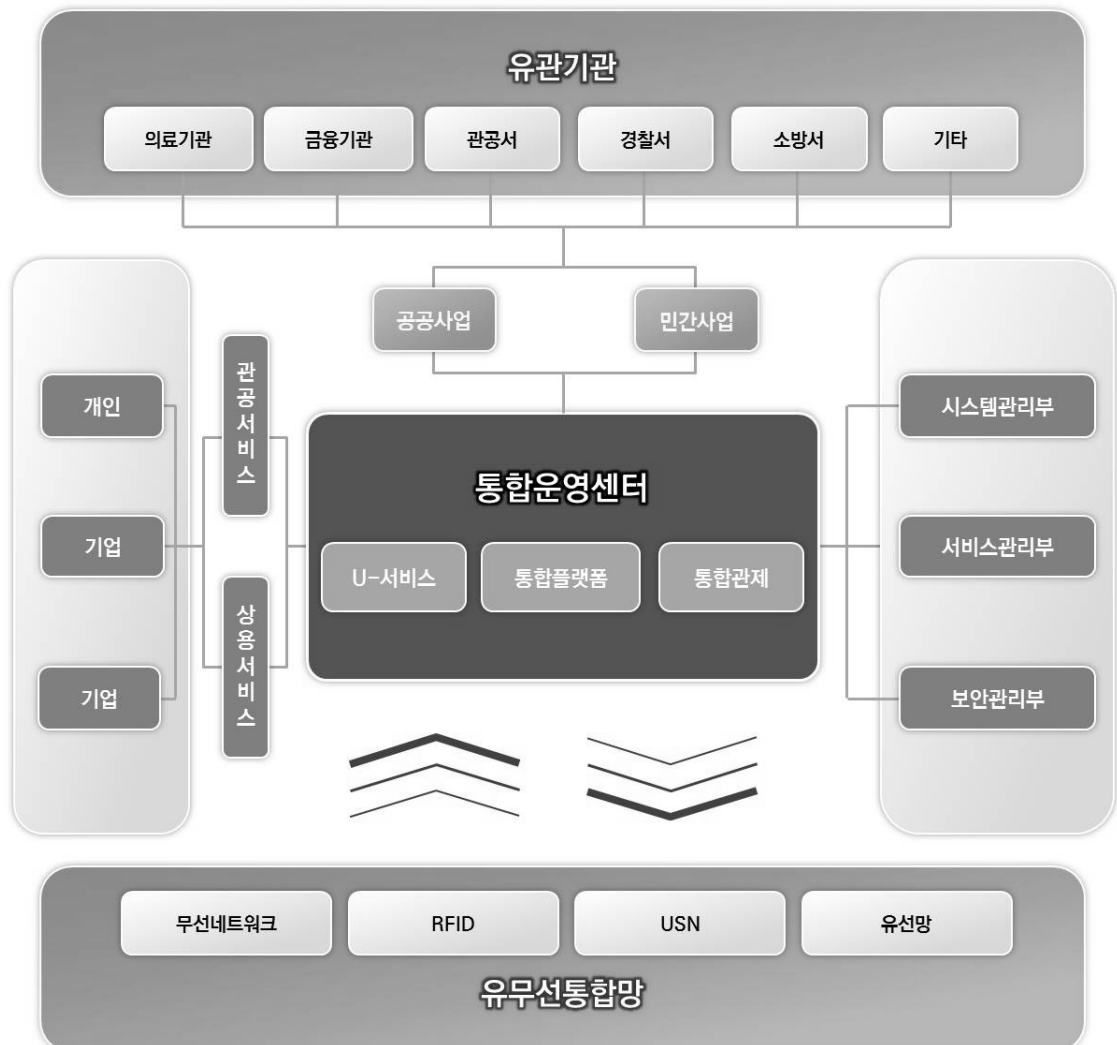 유관기관
의료기관
금융기관
관공서
경찰서
소방서
기타
공공사업
민간사업
개인
기업
기업
관공서비스
상용서비스
통합운영센터
U-서비스
통합플랫폼
통합관제
시스템관리부
서비스관리부
보안관리부
무선네트워크
RFID
USN
유선망
유무선통합망